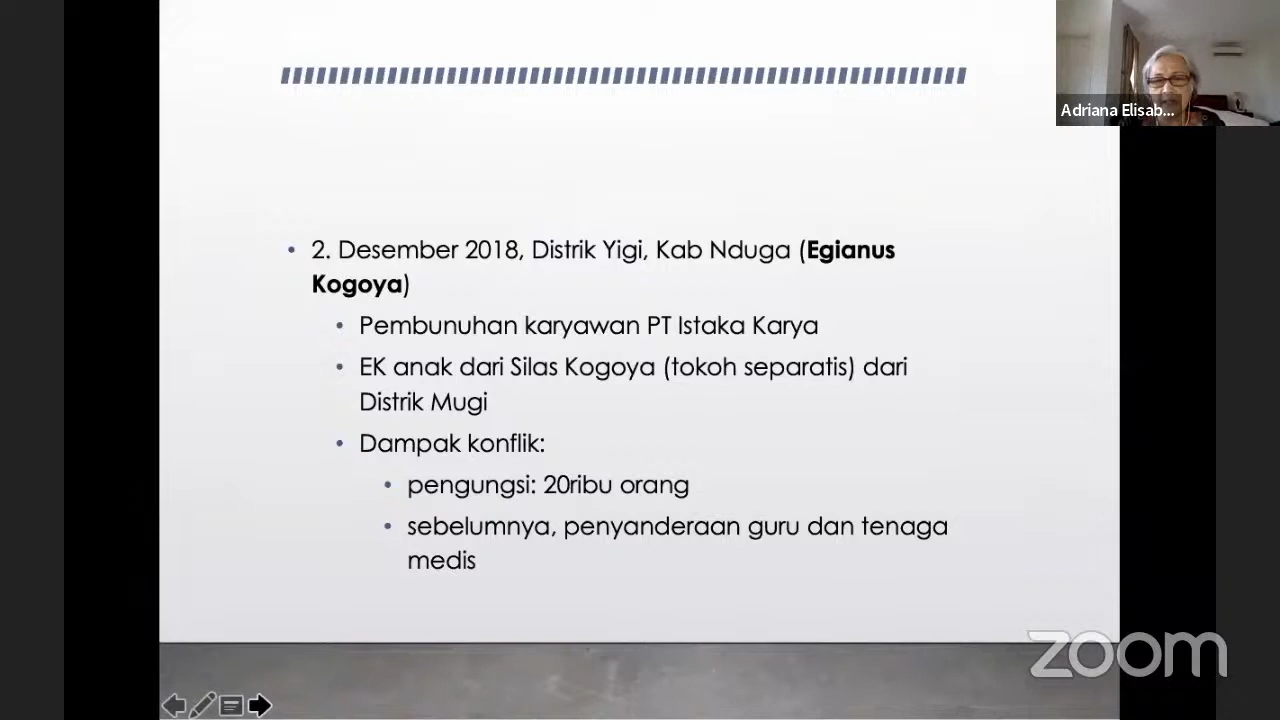 Adriana Elisab...
• 2. Desember 2018, Distrik Yigi, Kab Nduga (Egianus
Kogoya)
• Pembunuhan karyawan PT Istaka Karya
• EK anak dari Silas Kogoya (tokoh separatis) dari
Distrik Mugi
• Dampak konflik:
• pengungsi: 20ribu orang
• sebelumnya, penyanderaan guru dan tenaga
medis
zoom